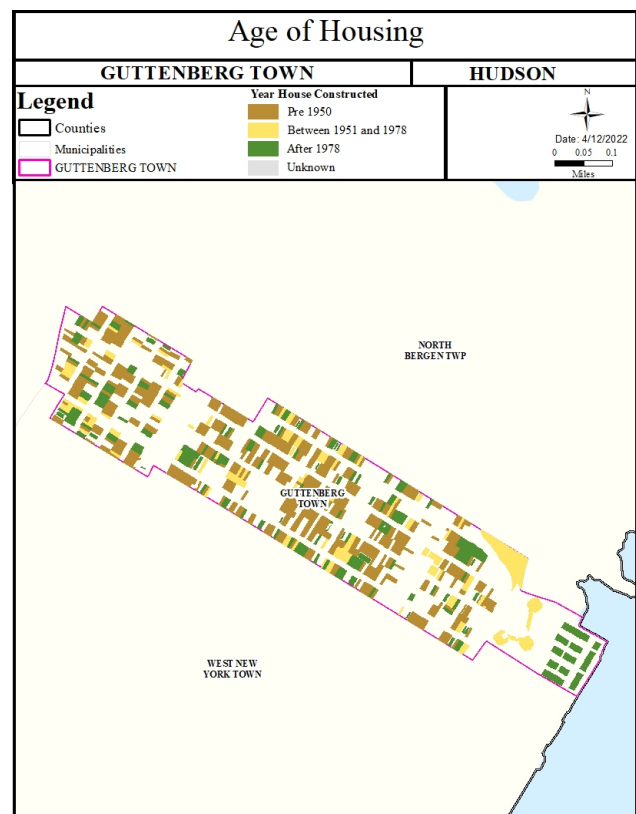 Age of Housing
GUTTENBERG TOWN
HUDSON
Legend
Counties
Municipalities
GUTTENBERG TOWN
Year House Constructed
Pre 1950
Between 1951 and 1978
After 1978
Unknown
N
Date: 4/12/2022
0 0.05 0.1
Miles
NORTH
BERGEN TWP
GUTTENBERG
TOWN
WEST NEW
YORK TOWN